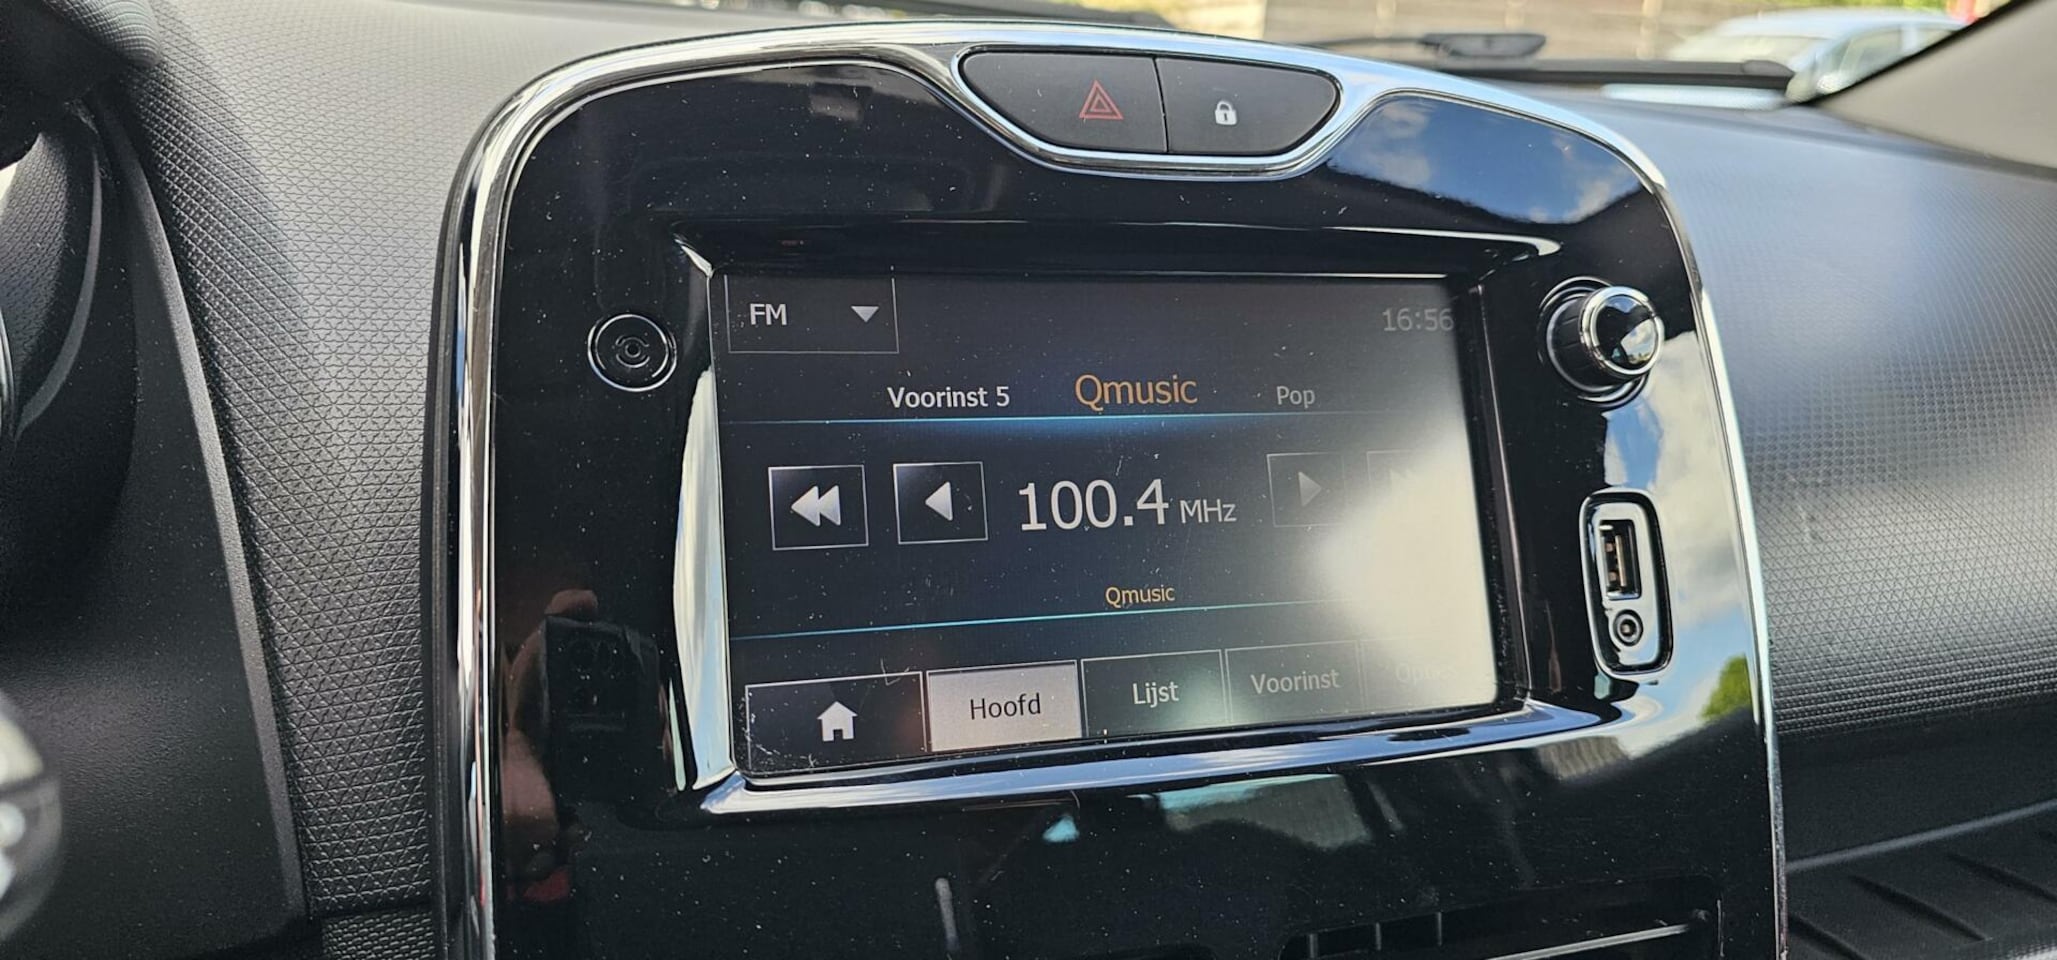 FM
16:56
Voorinst 5 Qmusic Pop
100.4 MHz
Qmusic
Hoofd Lijst Voorinst